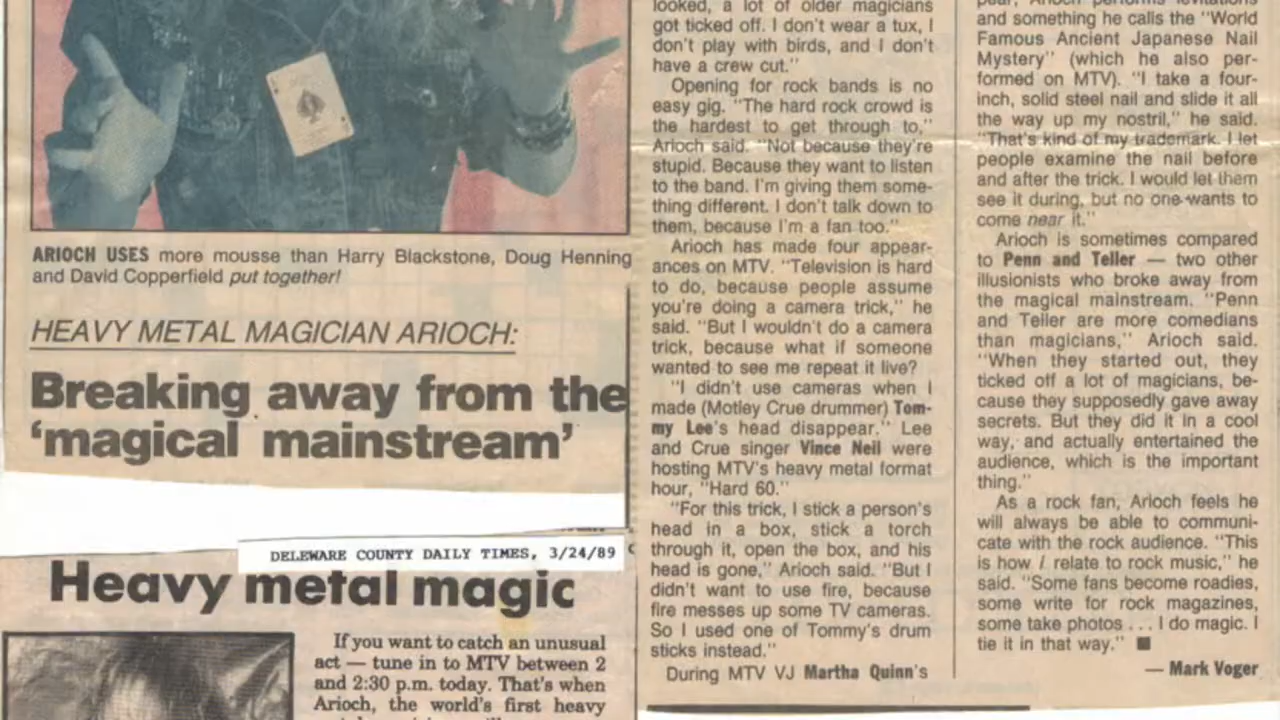 ARIOCH USES more mousse than Harry Blackstone, Doug Henning
and David Copperfield put together!
HEAVY METAL MAGICIAN ARIOCH:
Breaking away from the
‘magical mainstream’
DELEWARE COUNTY DAILY TIMES, 3/24/89
Heavy metal magic
If you want to catch an unusual
act — tune in to MTV between 2
and 2:30 p.m. today. That's when
Arioch, the world's first heavy
looked, a lot of older magicians
got ticked off. I don't wear a tux, I
don't play with birds, and I don't
have a crew cut."
Opening for rock bands is no
easy gig. "The hard rock crowd is
the hardest to get through to,"
Arioch said. "Not because they're
stupid. Because they want to listen
to the band. I'm giving them some-
thing different. I don't talk down to
them, because I'm a fan too."
Arioch has made four appear-
ances on MTV. "Television is hard
to do, because people assume
you're doing a camera trick," he
said. "But I wouldn't do a camera
trick, because what if someone
wanted to see me repeat it live?
"I didn't use cameras when I
made (Motley Crue drummer) Tom-
my Lee's head disappear." Lee
and Crue singer Vince Neil were
hosting MTV's heavy metal format
hour, "Hard 60."
"For this trick, I stick a person's
head in a box, stick a torch
through it, open the box, and his
head is gone," Arioch said. "But I
didn't want to use fire, because
fire messes up some TV cameras.
So I used one of Tommy's drum
sticks instead."
During MTV VJ Martha Quinn's
pear, Arioch performs levitations
and something he calls the "World
Famous Ancient Japanese Nail
Mystery" (which he also per-
formed on MTV). "I take a four-
inch, solid steel nail and slide it all
the way up my nostril," he said.
"That's kind of my trademark. I let
people examine the nail before
and after the trick. I would let them
see it during, but no one wants to
come near it."
Arioch is sometimes compared
to Penn and Teller — two other
illusionists who broke away from
the magical mainstream. "Penn
and Teller are more comedians
than magicians," Arioch said.
"When they started out, they
ticked off a lot of magicians, be-
cause they supposedly gave away
secrets. But they did it in a cool
way, and actually entertained the
audience, which is the important
thing."
As a rock fan, Arioch feels he
will always be able to communi-
cate with the rock audience. "This
is how I relate to rock music," he
said. "Some fans become roadies,
some write for rock magazines,
some take photos . . . I do magic. I
tie it in that way." ■
— Mark Voger